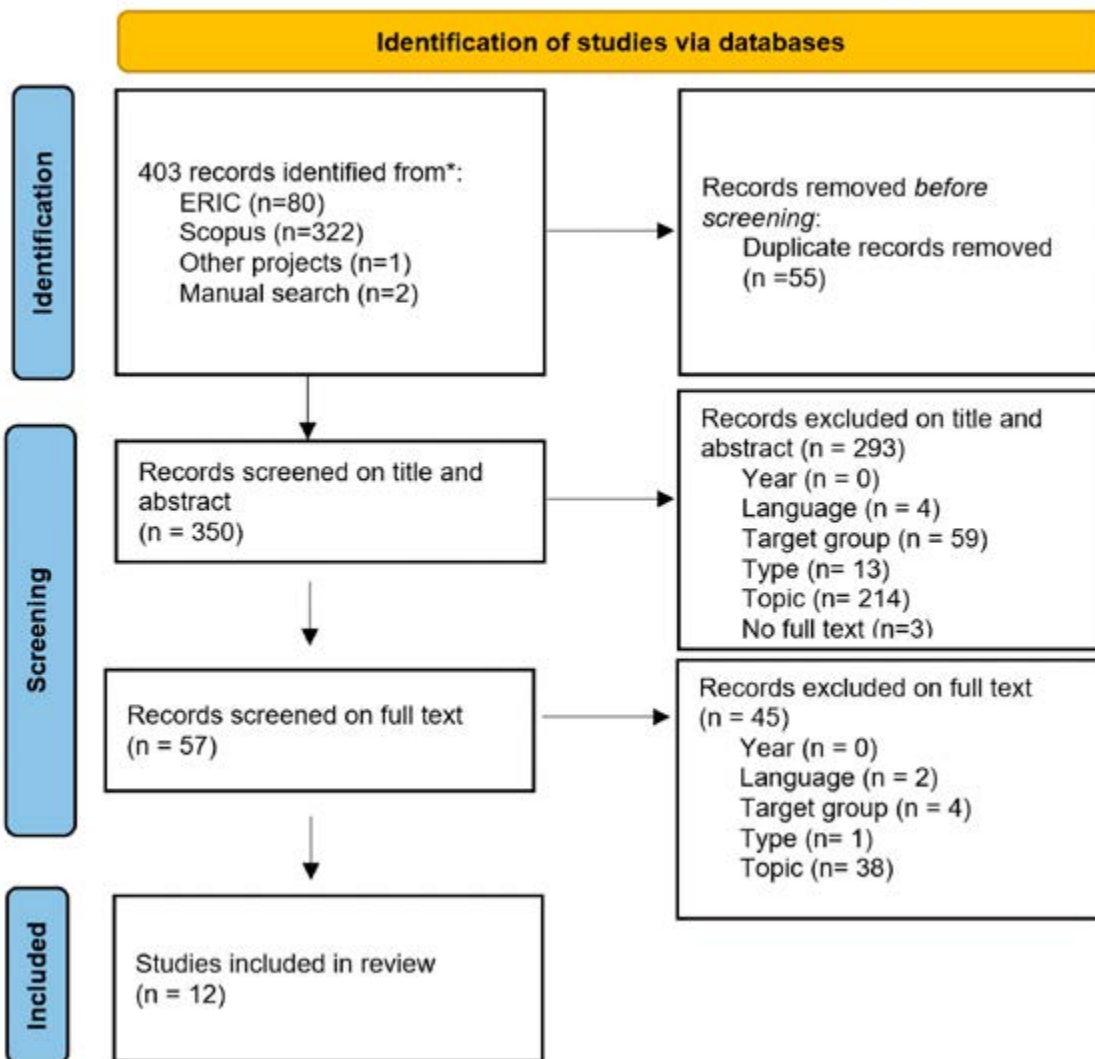 Identification of studies via databases
Identification
403 records identified from*:
ERIC (n=80)
Scopus (n=322)
Other projects (n=1)
Manual search (n=2)
Records removed before
screening:
Duplicate records removed
(n =55)
Screening
Records screened on title and
abstract
(n = 350)
Records excluded on title and
abstract (n = 293)
Year (n = 0)
Language (n = 4)
Target group (n = 59)
Type (n= 13)
Topic (n= 214)
No full text (n=3)
Records screened on full text
(n = 57)
Records excluded on full text
(n = 45)
Year (n = 0)
Language (n = 2)
Target group (n = 4)
Type (n= 1)
Topic (n= 38)
Included
Studies included in review
(n = 12)